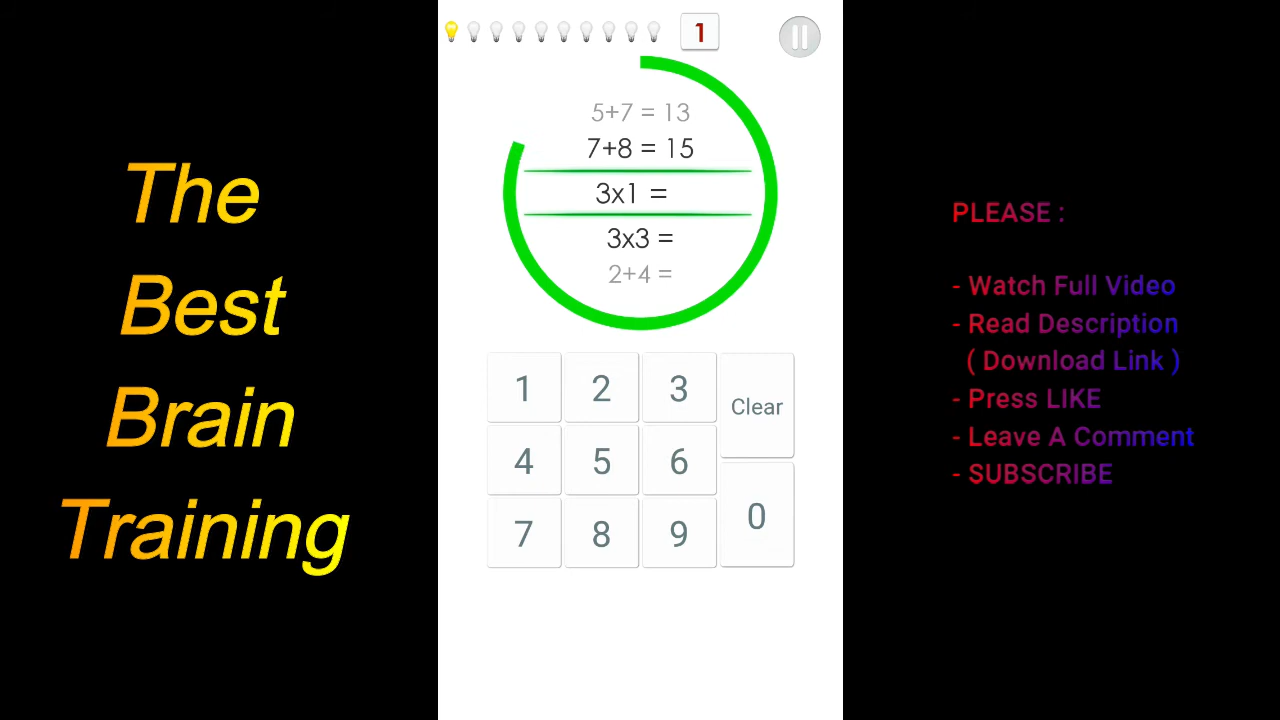 The
Best
Brain
Training
1
5+7 = 13
7+8 = 15
3x1 =
3x3 =
2+4 =
1 2 3 Clear
4 5 6
7 8 9 0
PLEASE :
- Watch Full Video
- Read Description
( Download Link )
- Press LIKE
- Leave A Comment
- SUBSCRIBE